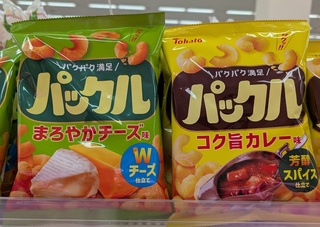 パクパク満足
パックル
まろやかチーズ味
W
チーズ
仕立て
Tohato
パクパク満足
パックル
コク旨カレー味
芳醇
スパイス
仕立て